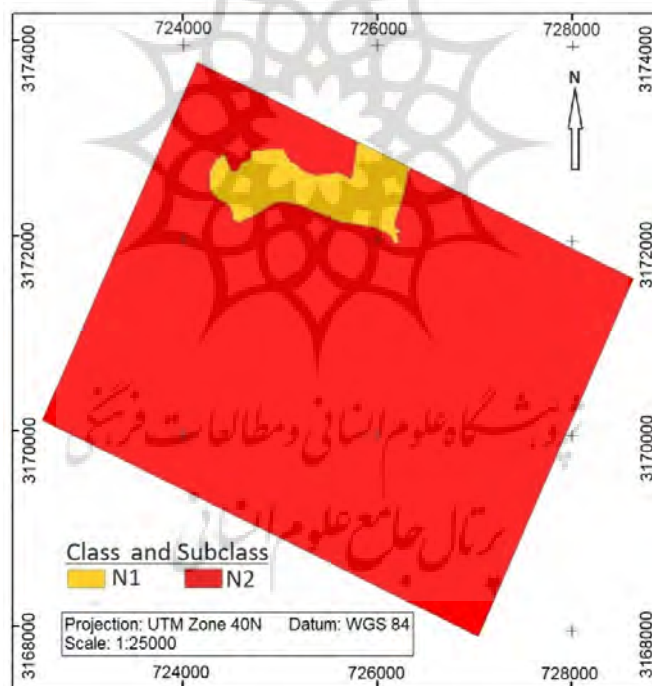 724000 726000 728000
3174000 3174000
N
3172000 3172000
3170000 3170000
پژوهشگاه علوم انسانی و مطالعات فرهنگی
پرتال جامع علوم انسانی
Class and Subclass
N1 N2
Projection: UTM Zone 40N Datum: WGS 84
Scale: 1:25000
3168000 3168000
724000 726000 728000